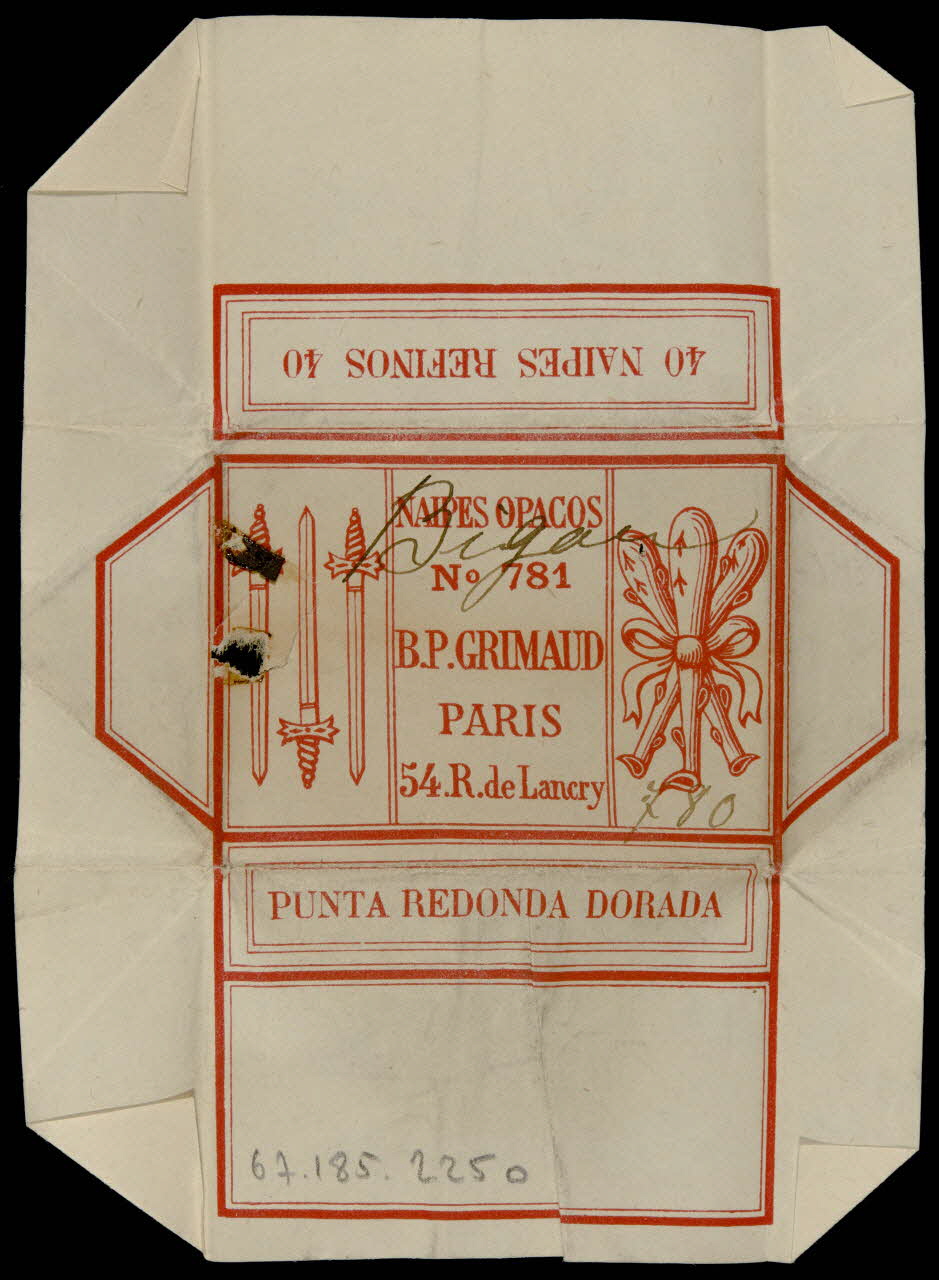 40 NAIPES REFINOS 40
NAIPES OPACOS
No 781
B.P.GRIMAUD
PARIS
54.R.de Lancry
780
PUNTA REDONDA DORADA
67.185.2250